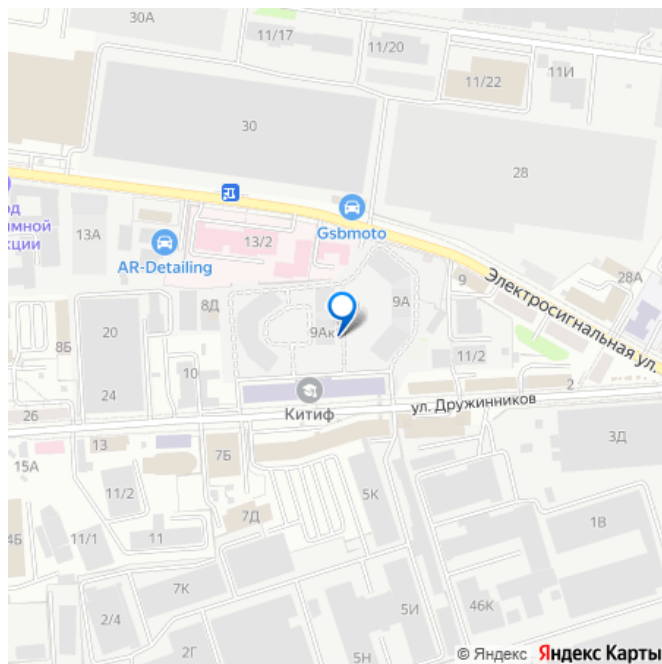 30А
11/17
11/20
11/22
11И
30
28
од
имной
кции
13А
AR-Detailing
13/2
Gsbmoto
28А
Электросигнальная ул.
9
9А
8Д
9Ак
20
8Б
10
11/2
24
2
Китиф
ул. Дружинников
26
13
15А
7Б
3Д
11/2
5К
4Б
11/1
11
7Д
1В
7К
2/4
5И
46К
2Г
5Н
© Яндекс Яндекс Карты